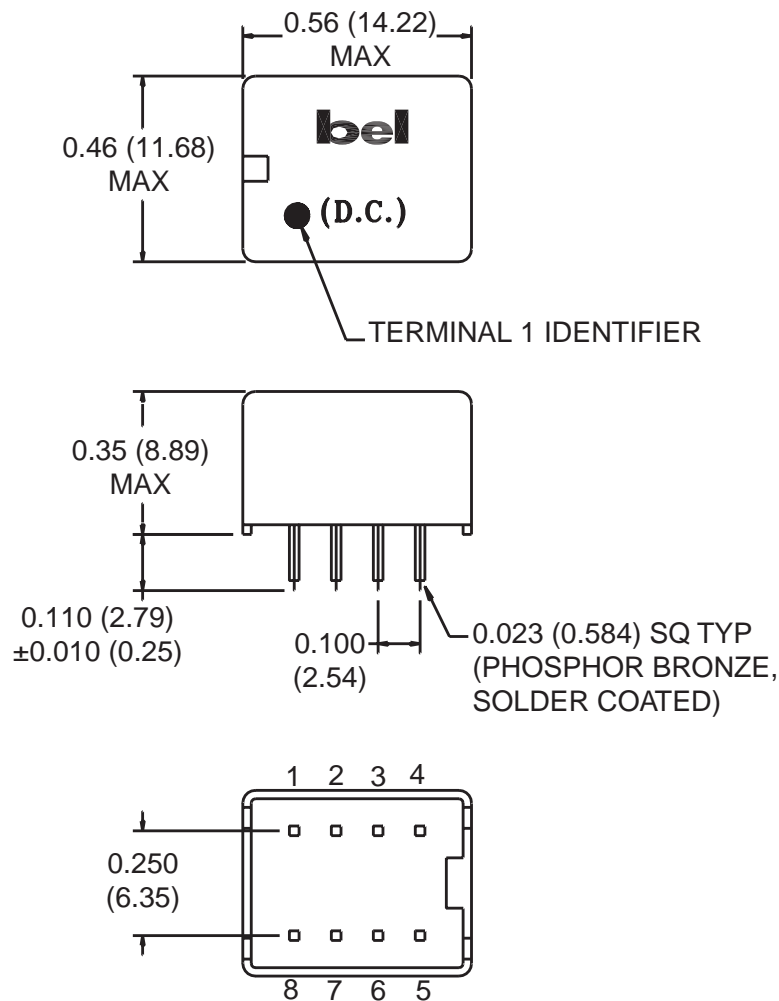 0.56 (14.22)
MAX
bel
0.46 (11.68)
MAX
(D.C.)
TERMINAL 1 IDENTIFIER
0.35 (8.89)
MAX
0.110 (2.79)
±0.010 (0.25)
0.100
(2.54)
0.023 (0.584) SQ TYP
(PHOSPHOR BRONZE,
SOLDER COATED)
1 2 3 4
0.250
(6.35)
8 7 6 5